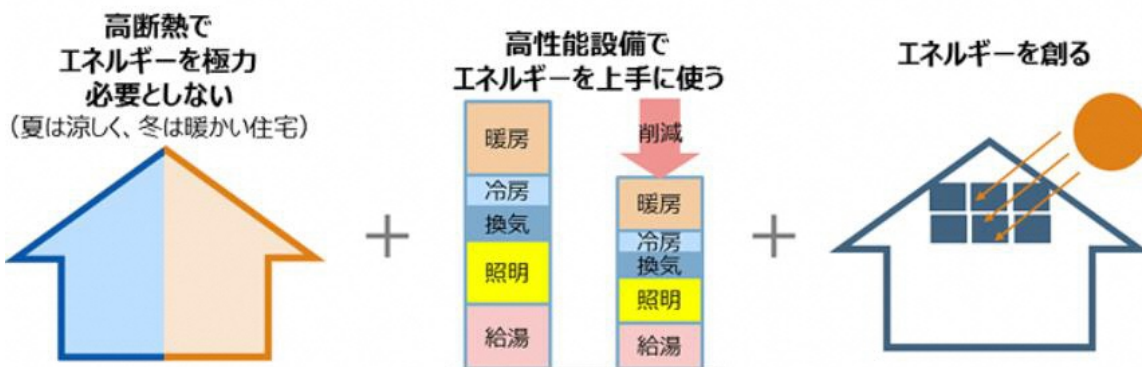 高断熱で
エネルギーを極力
必要としない
（夏は涼しく、冬は暖かい住宅）
高性能設備で
エネルギーを上手に使う
暖房
冷房
換気
照明
給湯
削減
暖房
冷房
換気
照明
給湯
エネルギーを創る